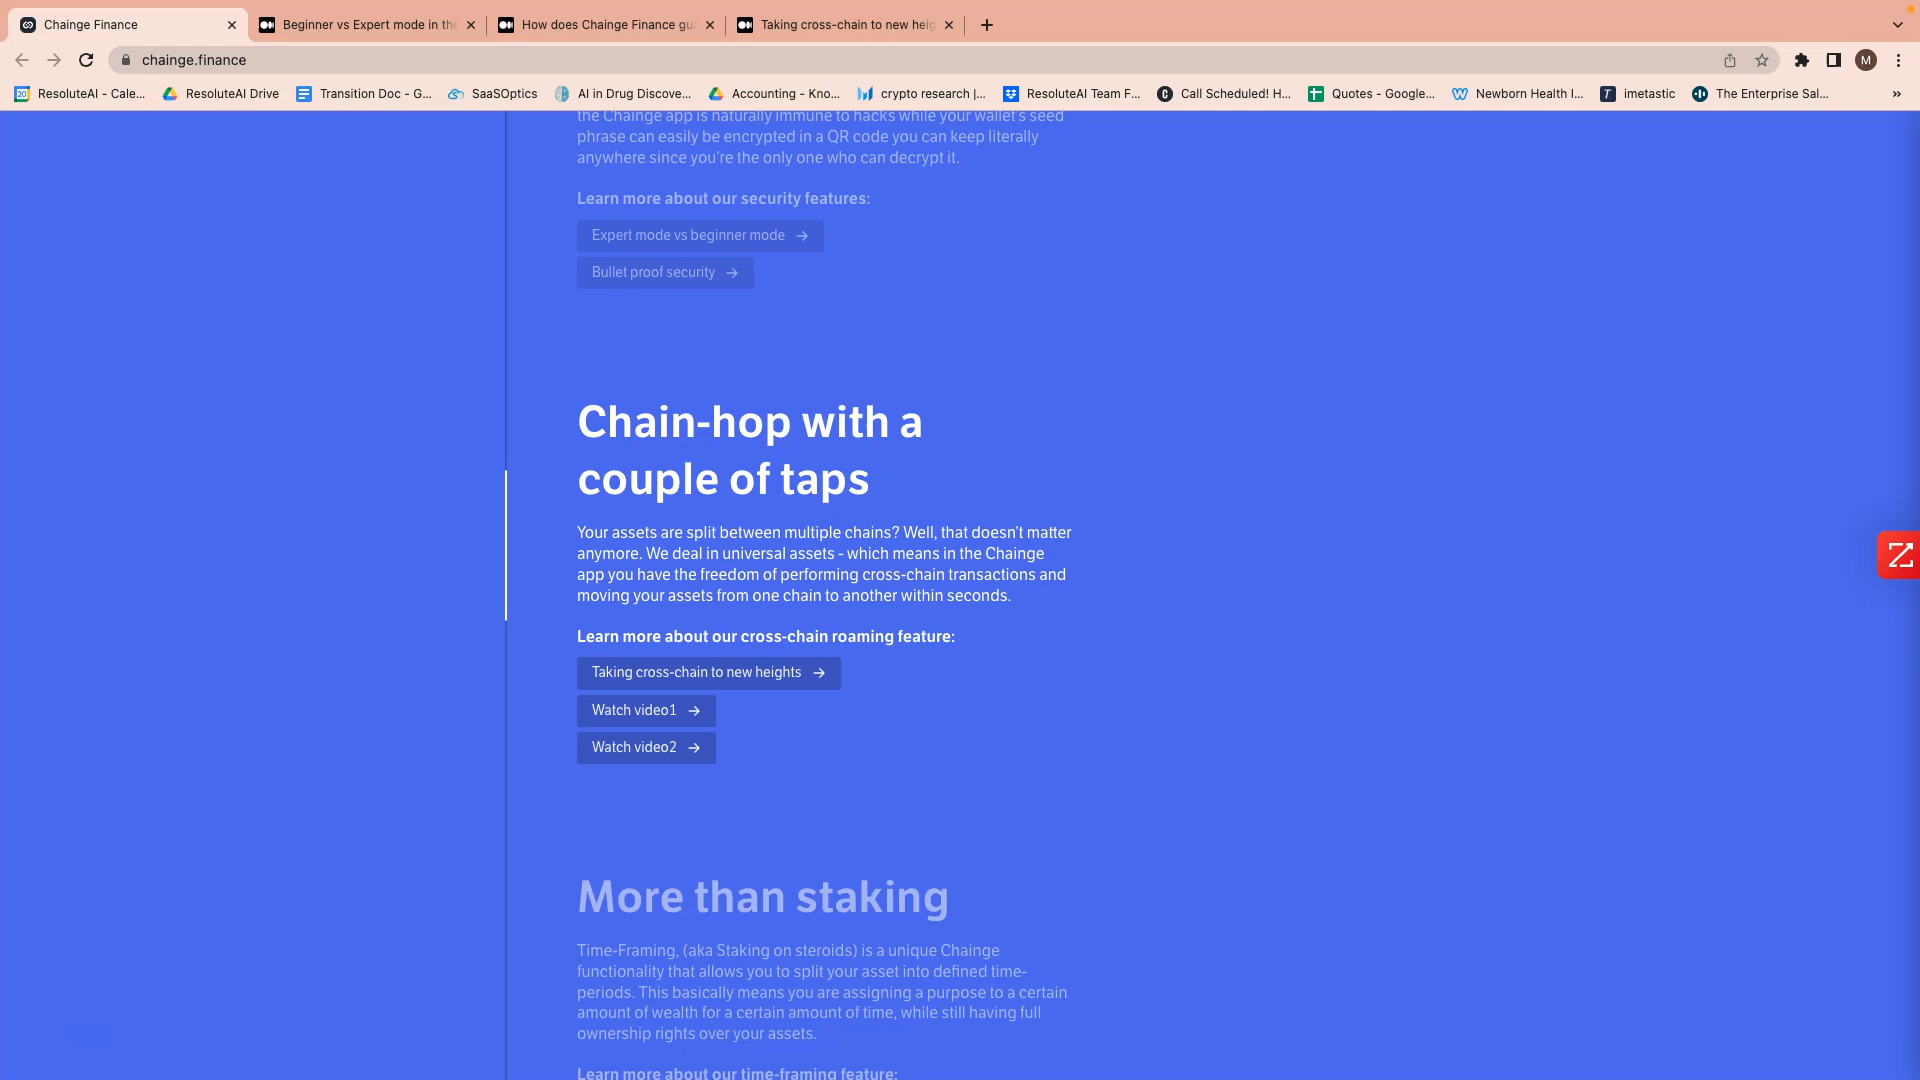 Chainge Finance
Beginner vs Expert mode in the
How does Chainge Finance gu
Taking cross-chain to new heig
chainge.finance
M
20
ResoluteAI - Cale...
ResoluteAI Drive
Transition Doc - G...
SaaSOptics
AI in Drug Discove...
Accounting - Kno...
crypto research |...
ResoluteAI Team F...
Call Scheduled! H...
Quotes - Google...
Newborn Health I...
T
imetastic
The Enterprise Sal...
»
the Chainge app is naturally immune to hacks while your wallet's seed
phrase can easily be encrypted in a QR code you can keep literally
anywhere since you're the only one who can decrypt it.
Learn more about our security features:
Expert mode vs beginner mode →
Bullet proof security →
Chain-hop with a
couple of taps
Your assets are split between multiple chains? Well, that doesn't matter
anymore. We deal in universal assets - which means in the Chainge
app you have the freedom of performing cross-chain transactions and
moving your assets from one chain to another within seconds.
Learn more about our cross-chain roaming feature:
Taking cross-chain to new heights →
Watch video1 →
Watch video2 →
More than staking
Time-Framing, (aka Staking on steroids) is a unique Chainge
functionality that allows you to split your asset into defined time-
periods. This basically means you are assigning a purpose to a certain
amount of wealth for a certain amount of time, while still having full
ownership rights over your assets.
Learn more about our time-framing feature: